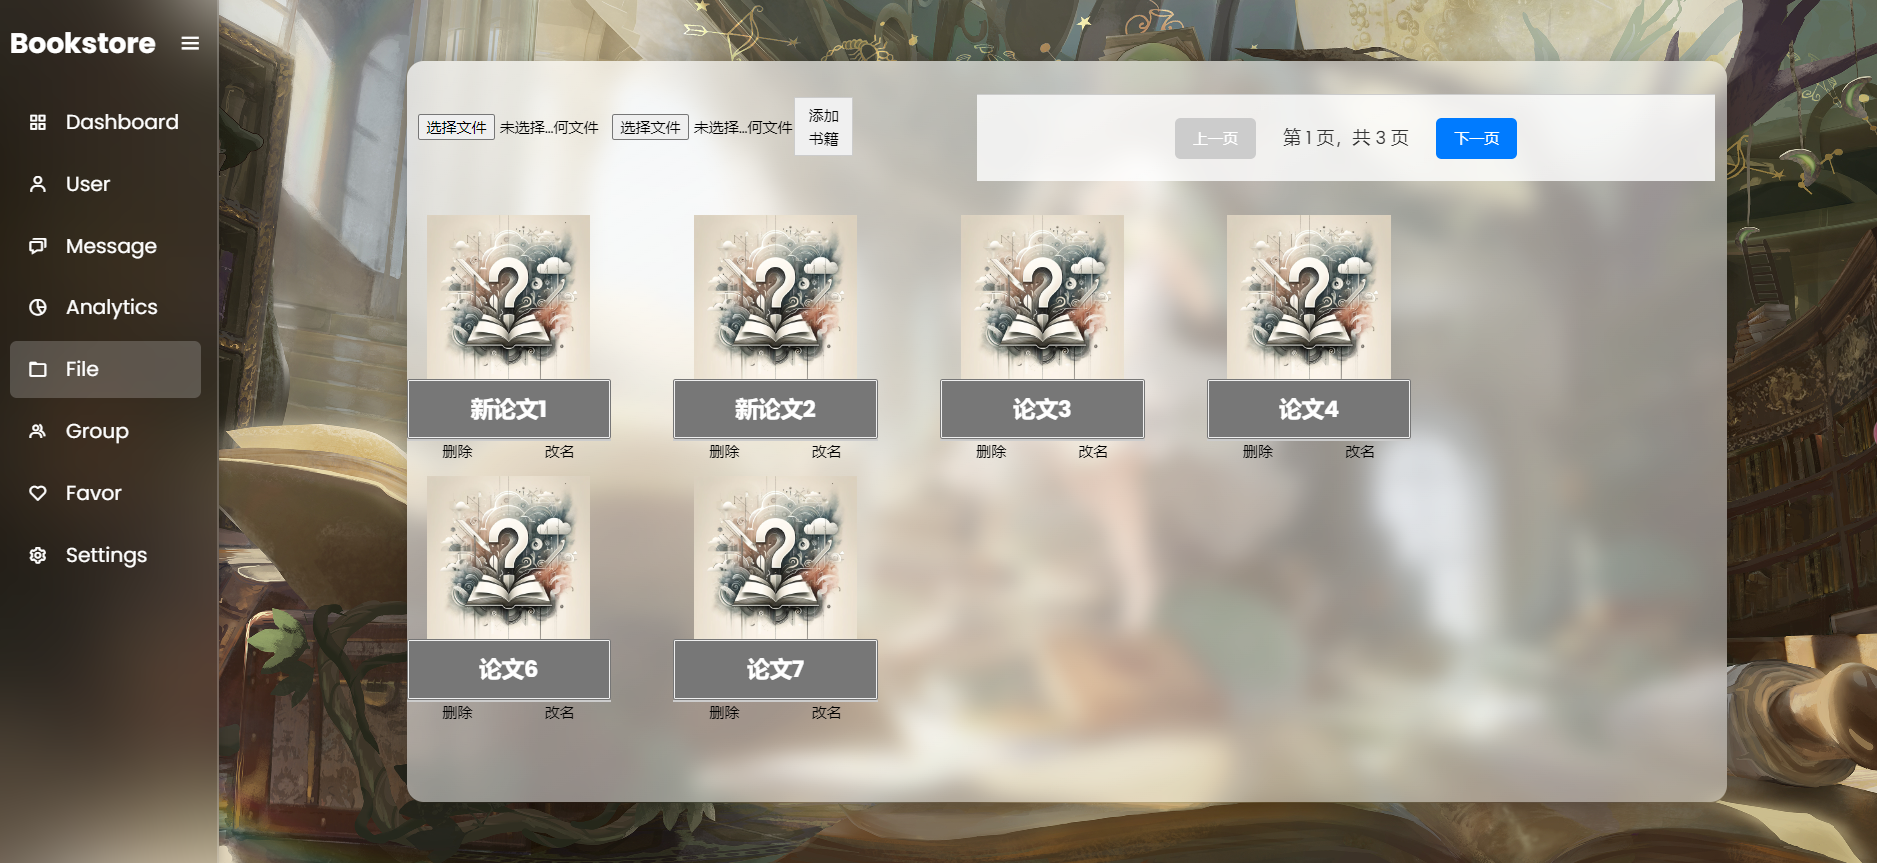 Bookstore
Dashboard
User
Message
Analytics
File
Group
Favor
Settings
选择文件 未选择...何文件 选择文件 未选择...何文件
添加
书籍
上一页 第 1 页，共 3 页 下一页
新论文1 新论文2 论文3 论文4
删除 改名 删除 改名 删除 改名 删除 改名
论文6 论文7
删除 改名 删除 改名